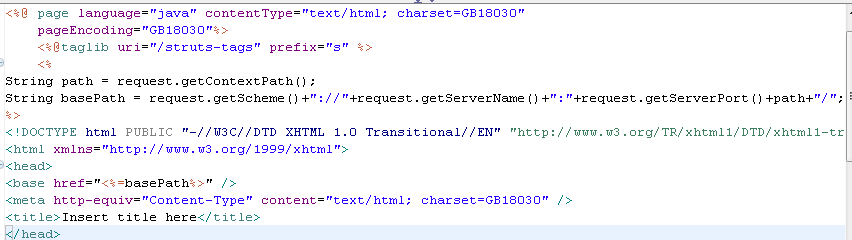 <%@ page language="java" contentType="text/html; charset=GB18030"
    pageEncoding="GB18030"%>
    <%@taglib uri="/struts-tags" prefix="s" %>
    <%
String path = request.getContextPath();
String basePath = request.getScheme()+"://"+request.getServerName()+":"+request.getServerPort()+path+"/";
%>
<!DOCTYPE html PUBLIC "-//W3C//DTD XHTML 1.0 Transitional//EN" "http://www.w3.org/TR/xhtml1/DTD/xhtml1-tr
<html xmlns="http://www.w3.org/1999/xhtml">
<head>
<base href="<%=basePath%>" />
<meta http-equiv="Content-Type" content="text/html; charset=GB18030" />
<title>Insert title here</title>
</head>